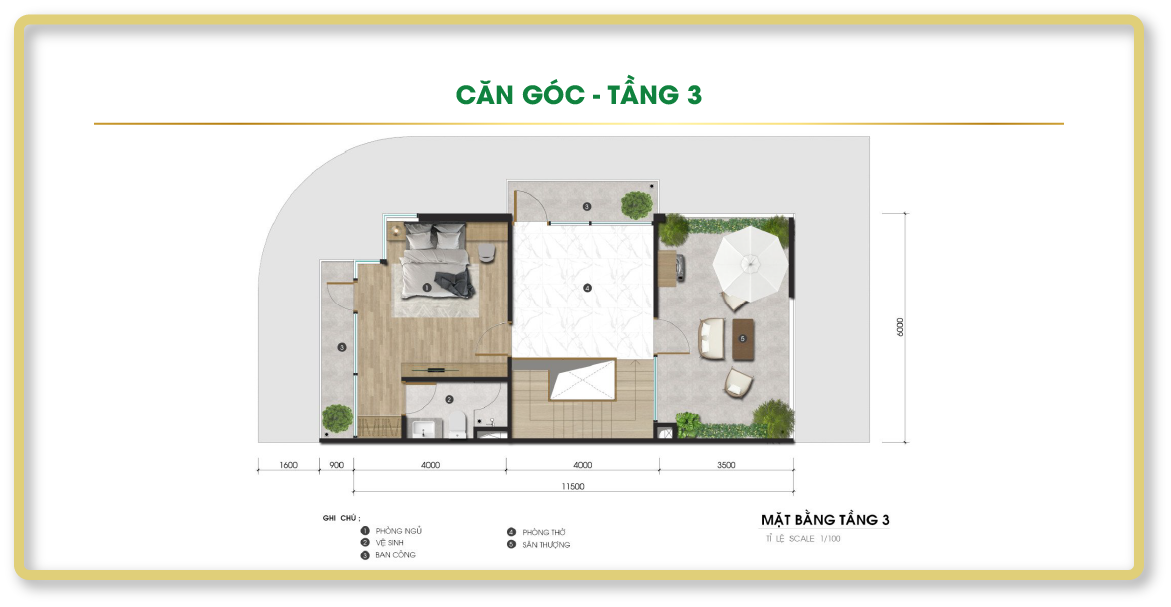 CĂN GÓC - TẦNG 3
3
4
1
3
5
2
6000
1600
900
4000
4000
3500
11500
GHI CHÚ :
1 PHÒNG NGỦ
2 VỆ SINH
3 BAN CÔNG
4 PHÒNG THỜ
5 SÂN THƯỢNG
MẶT BẰNG TẦNG 3
TỈ LỆ SCALE 1/100